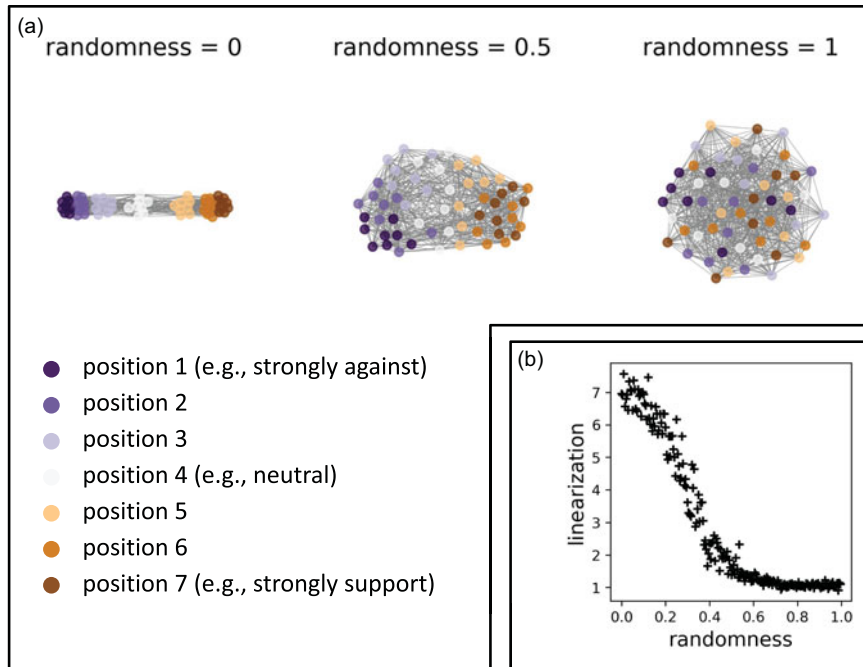 (a)
randomness = 0
randomness = 0.5
randomness = 1
position 1 (e.g., strongly against)
position 2
position 3
position 4 (e.g., neutral)
position 5
position 6
position 7 (e.g., strongly support)
(b)
linearization
7
6
5
4
3
2
1
0.0 0.2 0.4 0.6 0.8 1.0
randomness